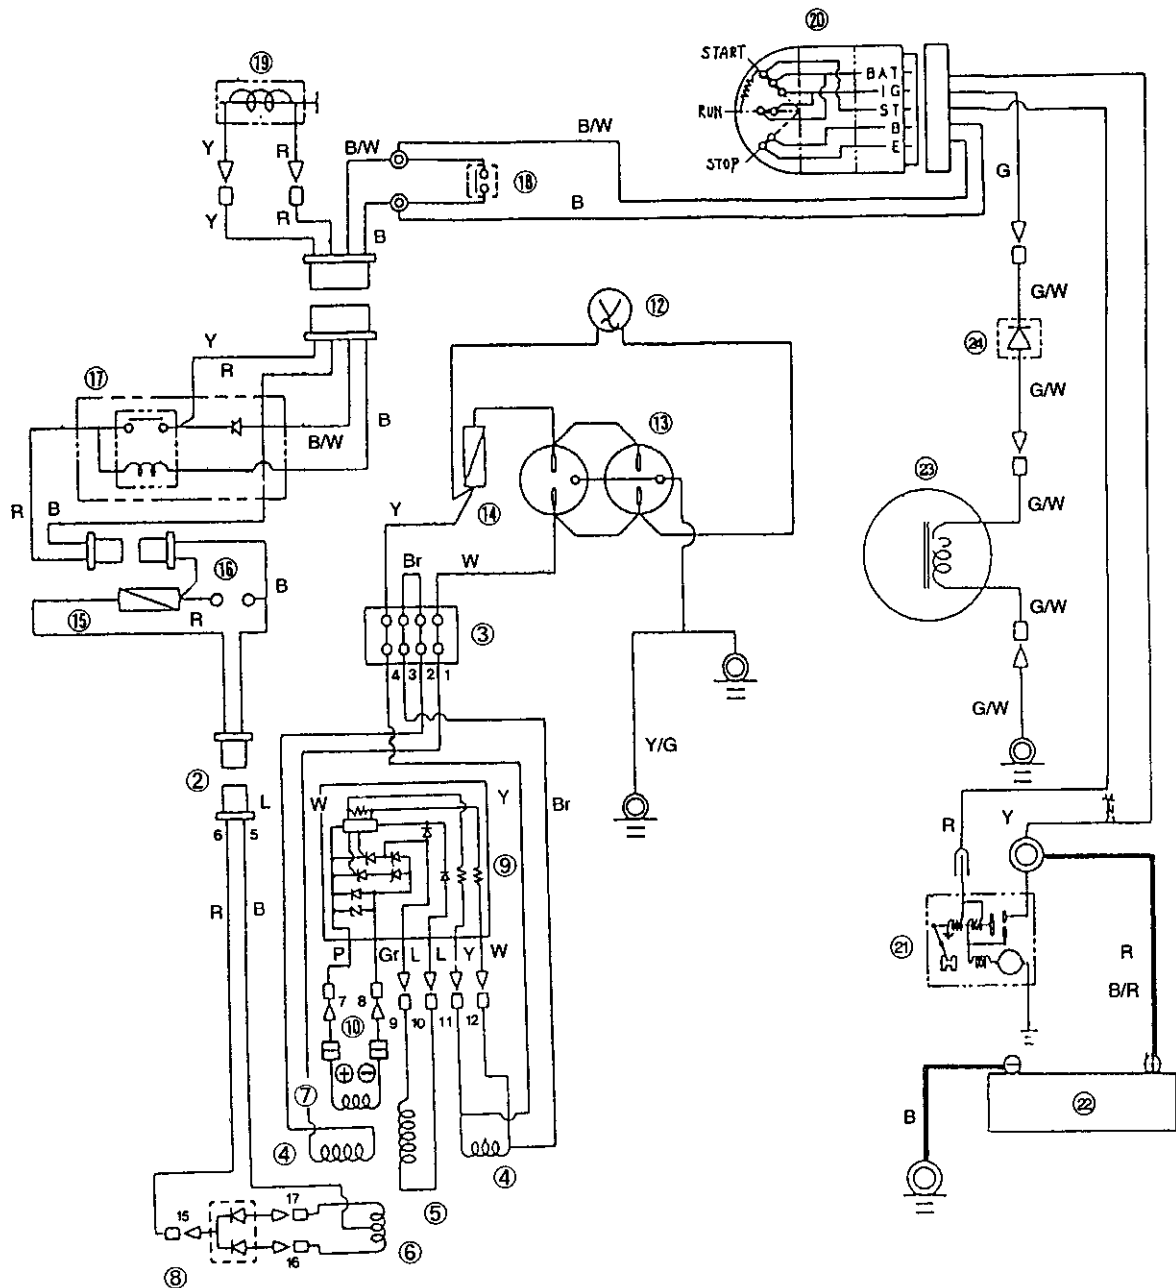 ⑳
START
BAT
⑲
IG
RUN
ST
B/W
B
Y
R
B/W
E
STOP
⑱
G
B
Y
R
B
G/W
⑫
Y
R
㉔
⑰
G/W
B
⑬
B/W
㉓
R
B
Y
⑭
G/W
Br
W
⑯
B
G/W
⑮
R
③
4 3 2 1
G/W
Y/G
②
L
W
Y
Br
6 5
R
Y
⑨
R
B
P
Gr
L
L
Y
W
㉑
R
7
8
B/R
⑩
9
10
11
12
+ −
⑦
B
㉒
④
④
⑤
17
15
⑥
16
⑧